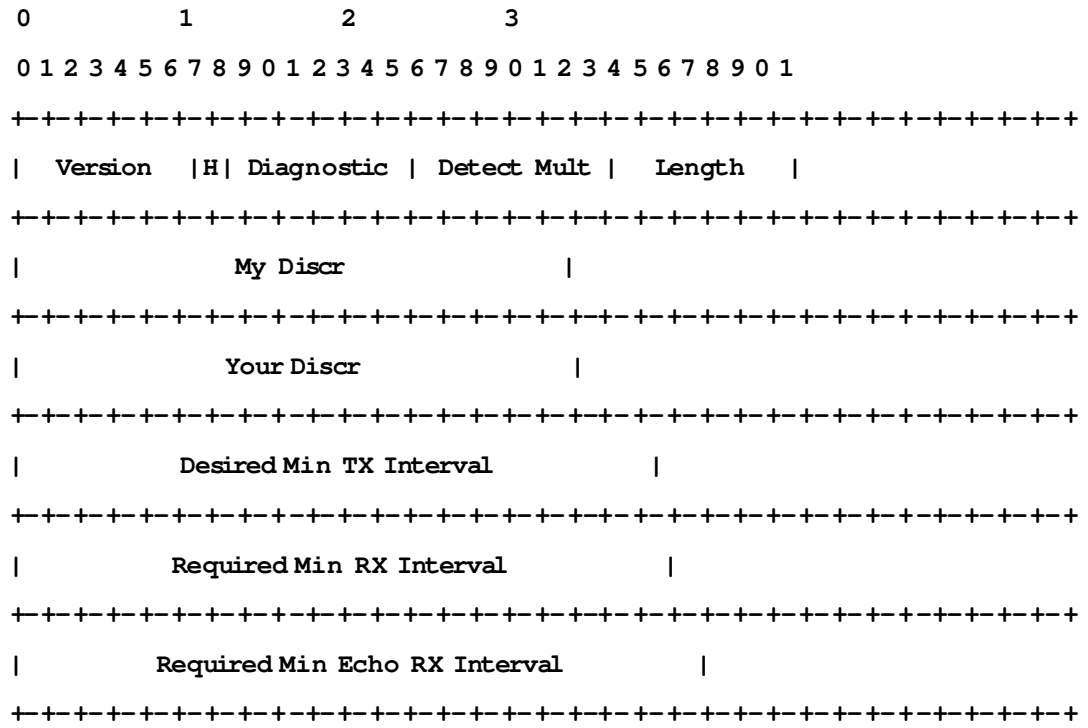 0 1 2 3
0 1 2 3 4 5 6 7 8 9 0 1 2 3 4 5 6 7 8 9 0 1 2 3 4 5 6 7 8 9 0 1
+-+-+-+-+-+-+-+-+-+-+-+-+-+-+-+-+-+-+-+-+-+-+-+-+-+-+-+-+-+-+-+-+
| Version |H| Diagnostic | Detect Mult | Length |
+-+-+-+-+-+-+-+-+-+-+-+-+-+-+-+-+-+-+-+-+-+-+-+-+-+-+-+-+-+-+-+-+
| My Discr |
+-+-+-+-+-+-+-+-+-+-+-+-+-+-+-+-+-+-+-+-+-+-+-+-+-+-+-+-+-+-+-+-+
| Your Discr |
+-+-+-+-+-+-+-+-+-+-+-+-+-+-+-+-+-+-+-+-+-+-+-+-+-+-+-+-+-+-+-+-+
| Desired Min TX Interval |
+-+-+-+-+-+-+-+-+-+-+-+-+-+-+-+-+-+-+-+-+-+-+-+-+-+-+-+-+-+-+-+-+
| Required Min RX Interval |
+-+-+-+-+-+-+-+-+-+-+-+-+-+-+-+-+-+-+-+-+-+-+-+-+-+-+-+-+-+-+-+-+
| Required Min Echo RX Interval |
+-+-+-+-+-+-+-+-+-+-+-+-+-+-+-+-+-+-+-+-+-+-+-+-+-+-+-+-+-+-+-+-+